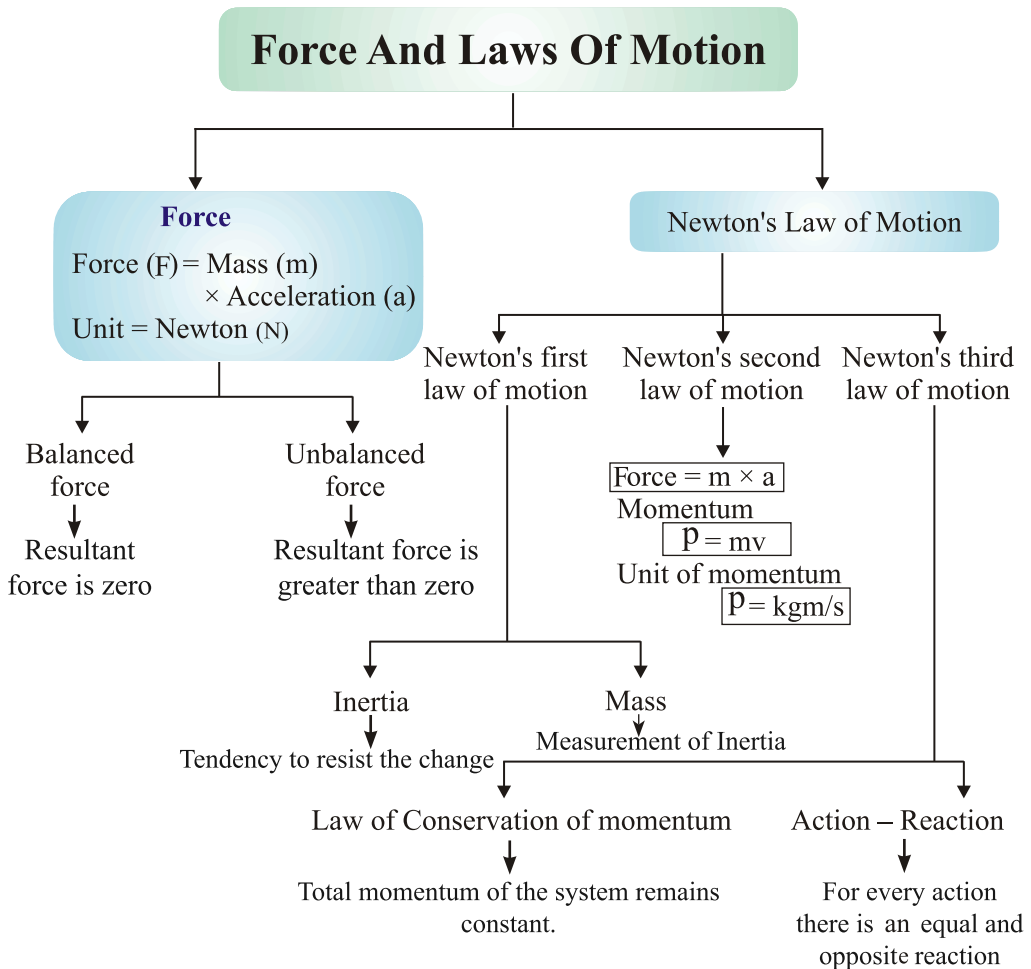 Force And Laws Of Motion
Force
Force (F) = Mass (m)
× Acceleration (a)
Unit = Newton (N)
Balanced
force
Resultant
force is zero
Unbalanced
force
Resultant force is
greater than zero
Newton's Law of Motion
Newton's first
law of motion
Inertia
Tendency to resist the change
Mass
Measurement of Inertia
Newton's second
law of motion
Force = m × a
Momentum
p = mv
Unit of momentum
p = kgm/s
Newton's third
law of motion
Law of Conservation of momentum
Total momentum of the system remains
constant.
Action – Reaction
For every action
there is an equal and
opposite reaction